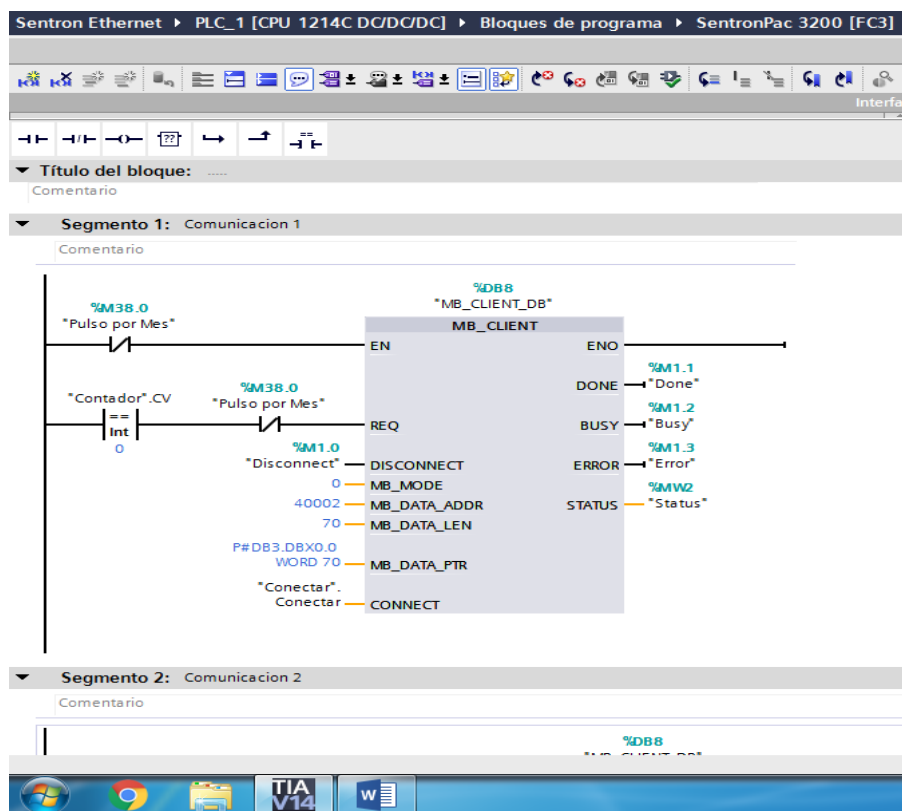 Sentron Ethernet ▸ PLC_1 [CPU 1214C DC/DC/DC] ▸ Bloques de programa ▸ SentronPac 3200 [FC3]
Interfa
??
==
Título del bloque: .....
Comentario
Segmento 1: Comunicacion 1
Comentario
%DB8
"MB_CLIENT_DB"
%M38.0
"Pulso por Mes"
MB_CLIENT
EN ENO
%M1.1
DONE "Done"
"Contador".CV
%M38.0
"Pulso por Mes"
==
Int
0
REQ
%M1.2
BUSY "Busy"
%M1.0
"Disconnect" DISCONNECT
%M1.3
ERROR "Error"
0 MB_MODE
%MW2
40002 MB_DATA_ADDR STATUS "Status"
70 MB_DATA_LEN
P#DB3.DBX0.0
WORD 70 MB_DATA_PTR
"Conectar".
Conectar CONNECT
Segmento 2: Comunicacion 2
Comentario
%DB8
"MB_CLIENT_DB"
TIA
V14
W